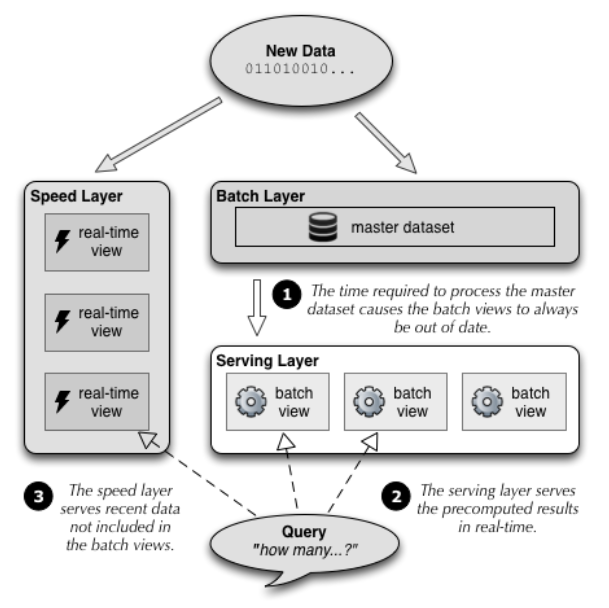 New Data
011010010...
Speed Layer
real-time
view
real-time
view
real-time
view
Batch Layer
master dataset
1
The time required to process the master
dataset causes the batch views to always
be out of date.
Serving Layer
batch
view
batch
view
batch
view
3
The speed layer
serves recent data
not included in
the batch views.
2
The serving layer serves
the precomputed results
in real-time.
Query
"how many...?"